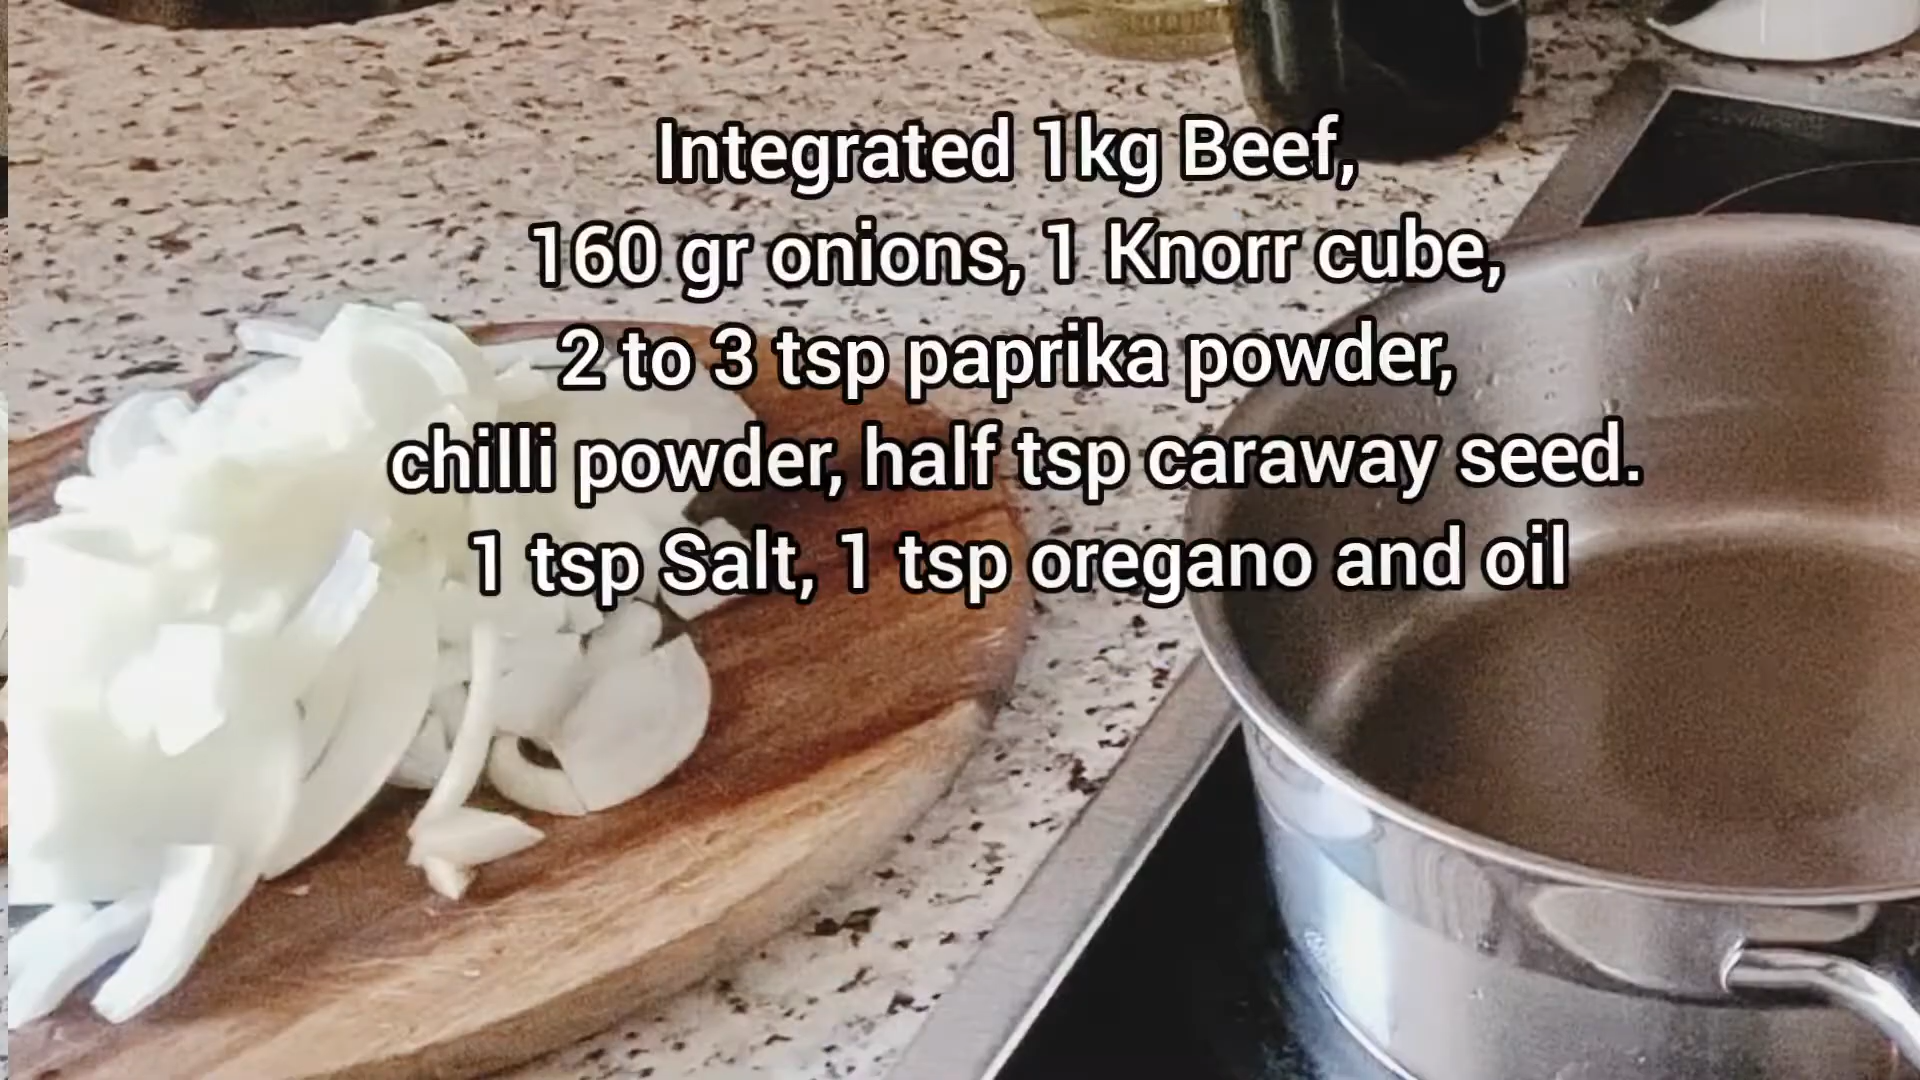 Integrated 1kg Beef,
160 gr onions, 1 Knorr cube,
2 to 3 tsp paprika powder,
chilli powder, half tsp caraway seed.
1 tsp Salt, 1 tsp oregano and oil